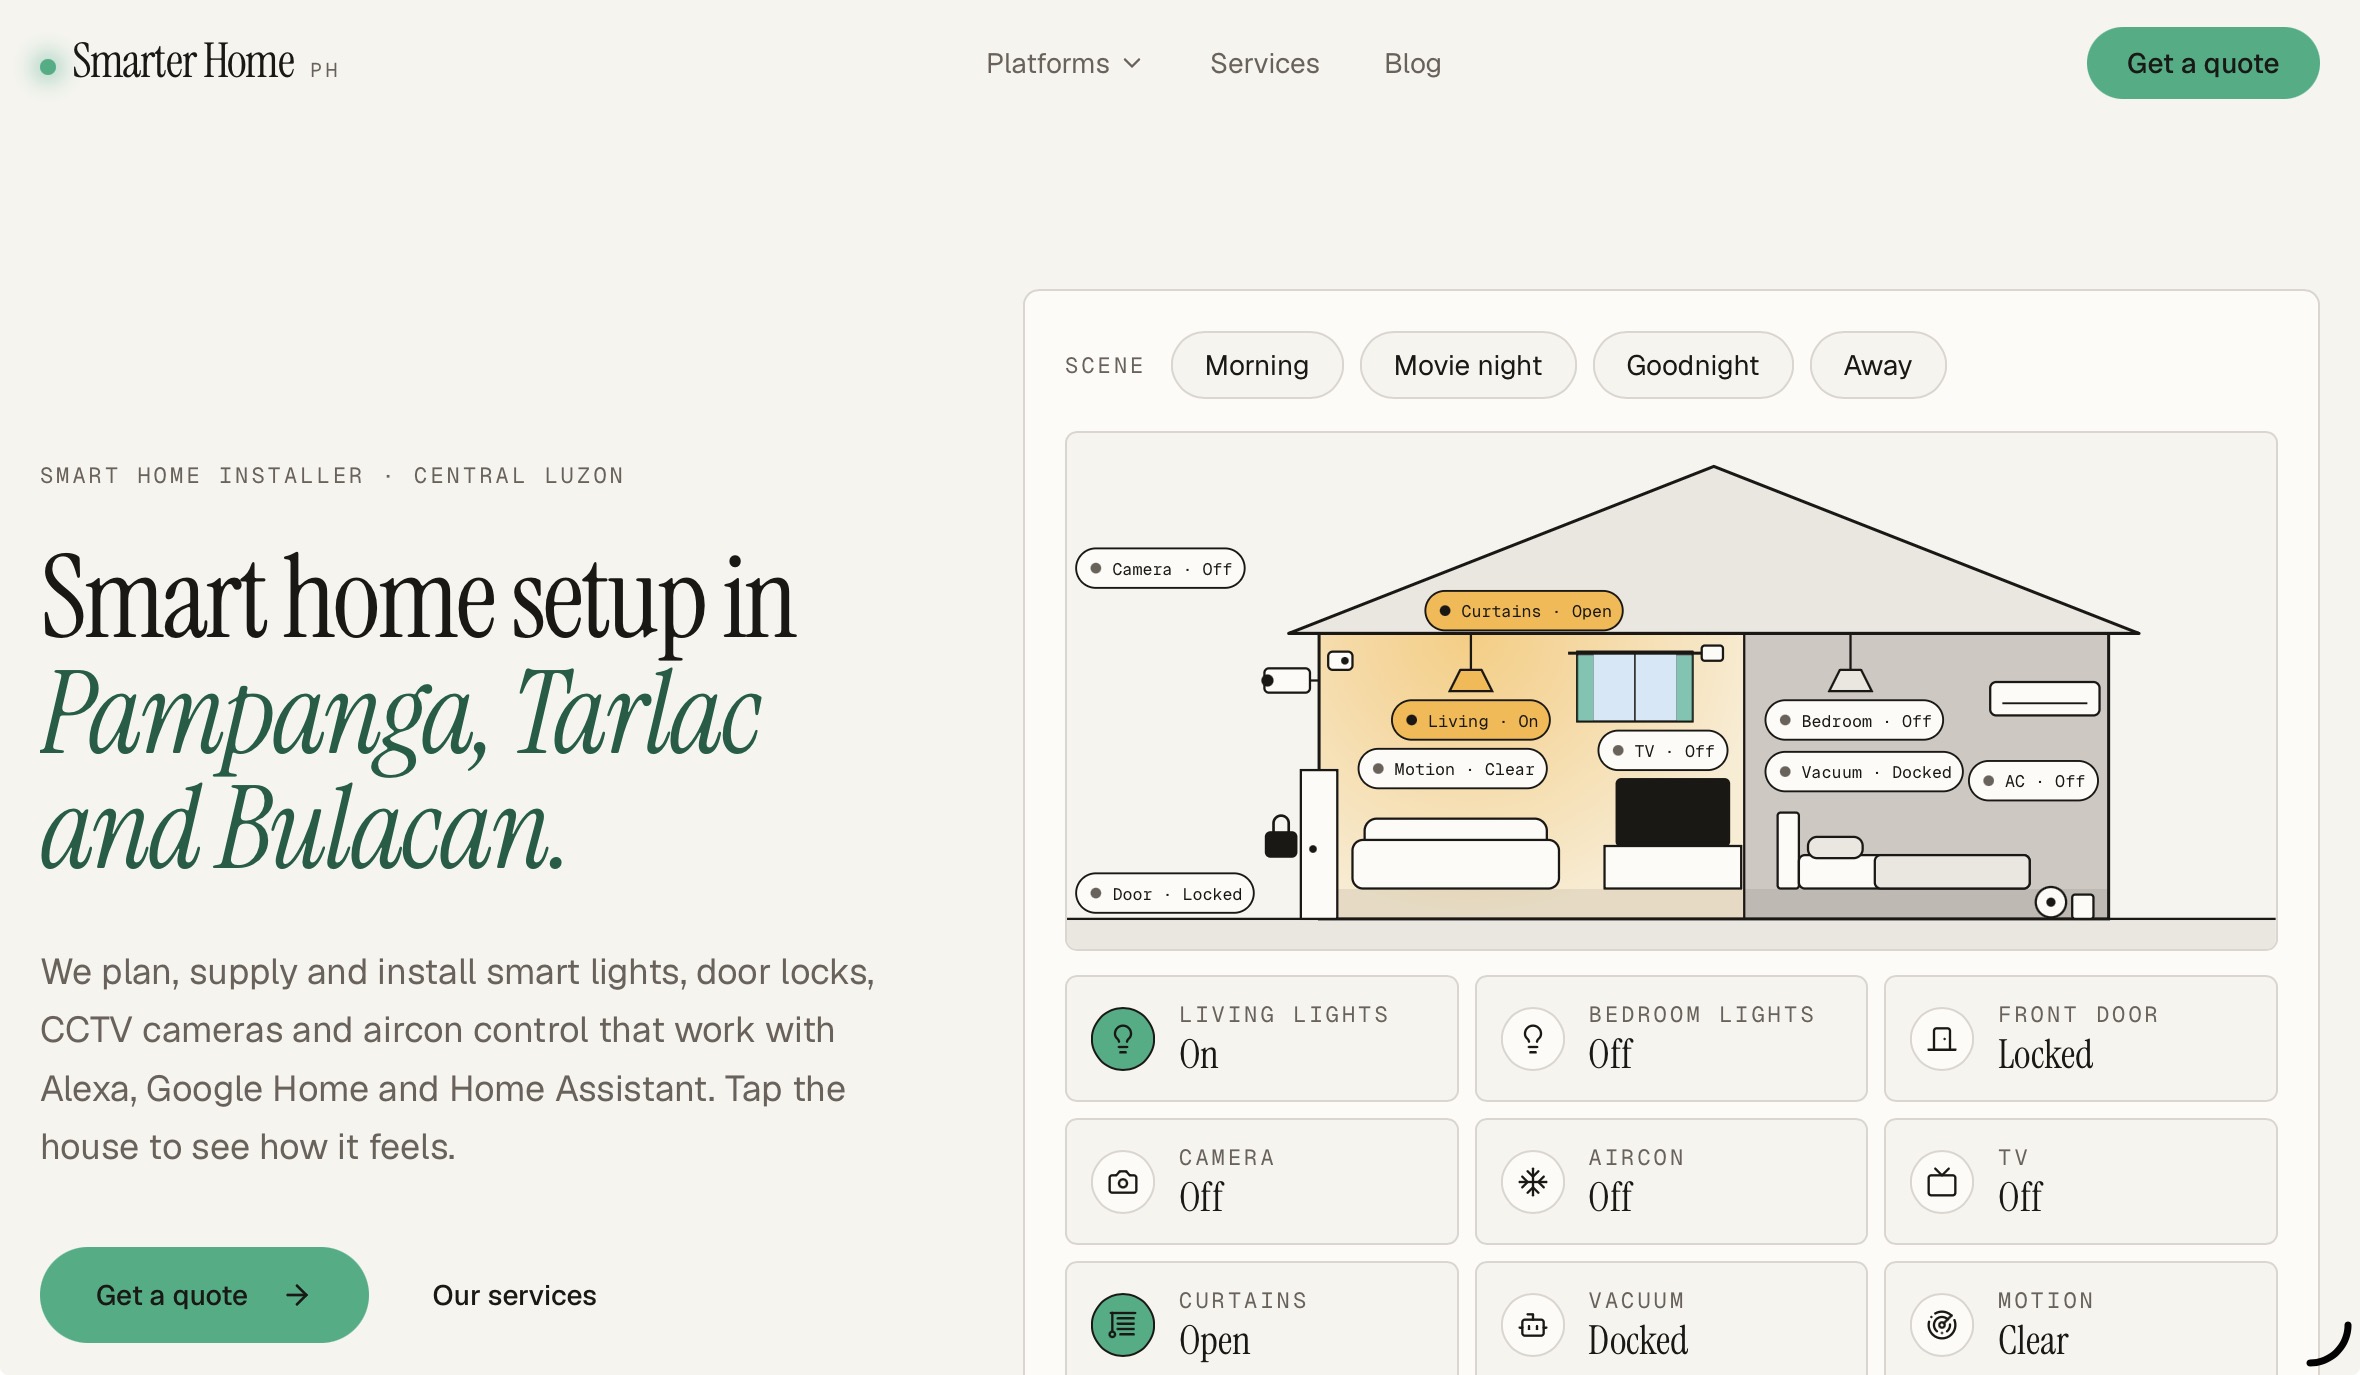 Smarter Home PH
Platforms
Services
Blog
Get a quote
SMART HOME INSTALLER · CENTRAL LUZON
Smart home setup in
Pampanga, Tarlac
and Bulacan.
We plan, supply and install smart lights, door locks,
CCTV cameras and aircon control that work with
Alexa, Google Home and Home Assistant. Tap the
house to see how it feels.
Get a quote
Our services
SCENE
Morning
Movie night
Goodnight
Away
Camera · Off
Curtains · Open
Living · On
Motion · Clear
TV · Off
Bedroom · Off
Vacuum · Docked
AC · Off
Door · Locked
LIVING LIGHTS
On
BEDROOM LIGHTS
Off
FRONT DOOR
Locked
CAMERA
Off
AIRCON
Off
TV
Off
CURTAINS
Open
VACUUM
Docked
MOTION
Clear